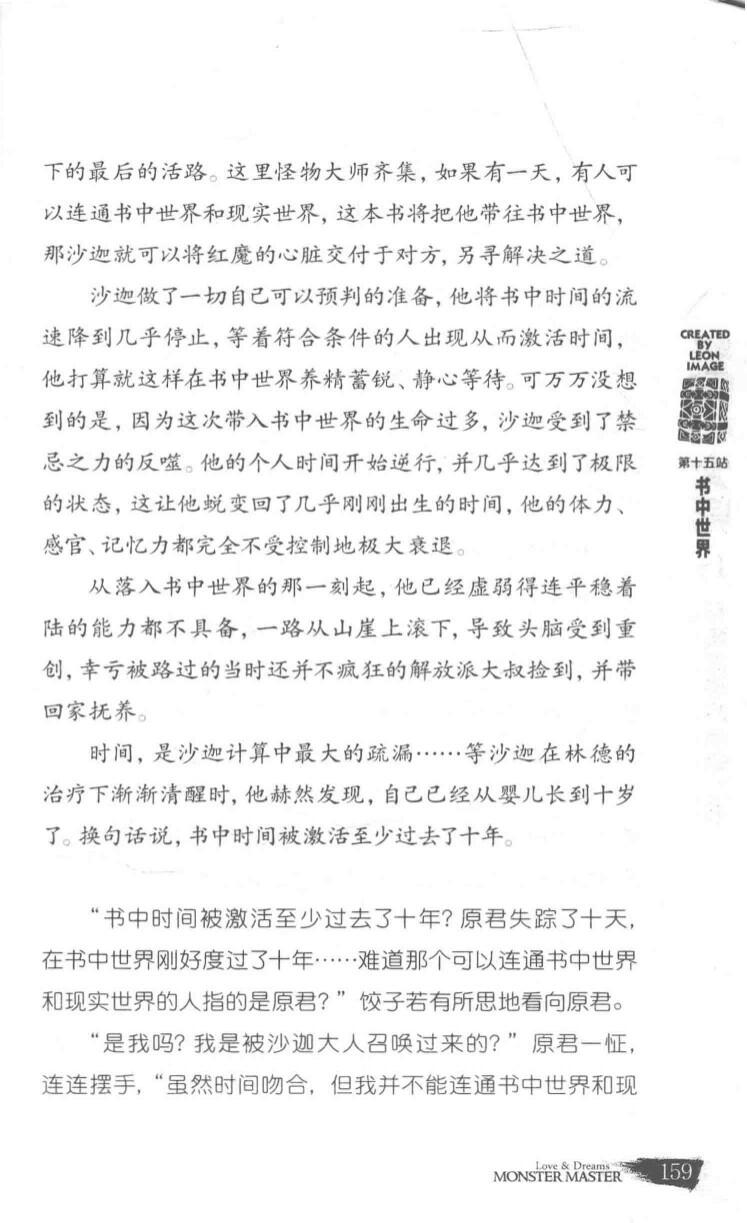 下的最后的活路。这里怪物大师齐集，如果有一天，有人可
以连通书中世界和现实世界，这本书将把他带往书中世界，
那沙迦就可以将红魔的心脏交付于对方，另寻解决之道。
沙迦做了一切自己可以预判的准备，他将书中时间的流
速降到几乎停止，等着符合条件的人出现从而激活时间，
他打算就这样在书中世界养精蓄锐、静心等待。可万万没想
到的是，因为这次带入书中世界的生命过多，沙迦受到了禁
忌之力的反噬。他的个人时间开始逆行，并几乎达到了极限
的状态，这让他蜕变回了几乎刚刚出生的时间，他的体力、
感官、记忆力都完全不受控制地极大衰退。
从落入书中世界的那一刻起，他已经虚弱得连平稳着
陆的能力都不具备，一路从山崖上滚下，导致头脑受到重
创，幸亏被路过的当时还并不疯狂的解放派大叔捡到，并带
回家抚养。
时间，是沙迦计算中最大的疏漏……等沙迦在林德的
治疗下渐渐清醒时，他赫然发现，自己已经从婴儿长到十岁
了。换句话说，书中时间被激活至少过去了十年。
“书中时间被激活至少过去了十年？原君失踪了十天，
在书中世界刚好度过了十年……难道那个可以连通书中世界
和现实世界的人指的是原君？”饺子若有所思地看向原君。
“是我吗？我是被沙迦大人召唤过来的？”原君一怔，
连连摆手，“虽然时间吻合，但我并不能连通书中世界和现
CREATED
BY
LEON
IMAGE
第十五站
书中世界
Love & Dreams
MONSTER MASTER
159